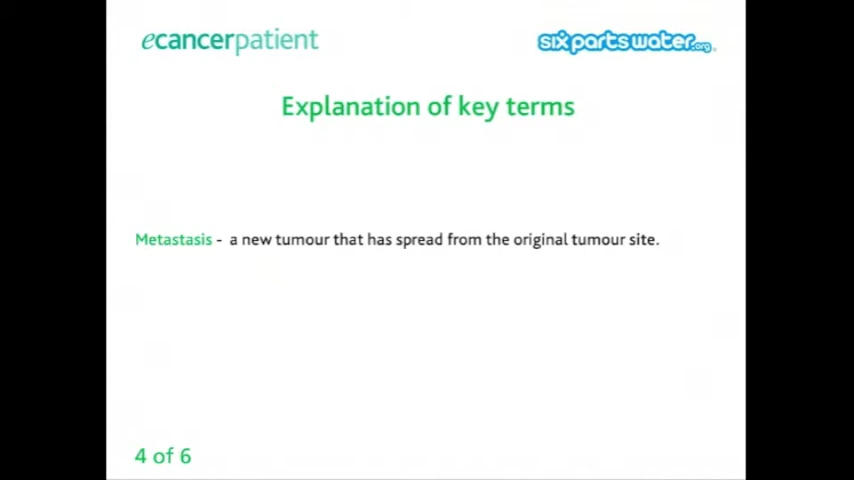 ecancerpatient
sixpartswater.org
Explanation of key terms
Metastasis - a new tumour that has spread from the original tumour site.
4 of 6